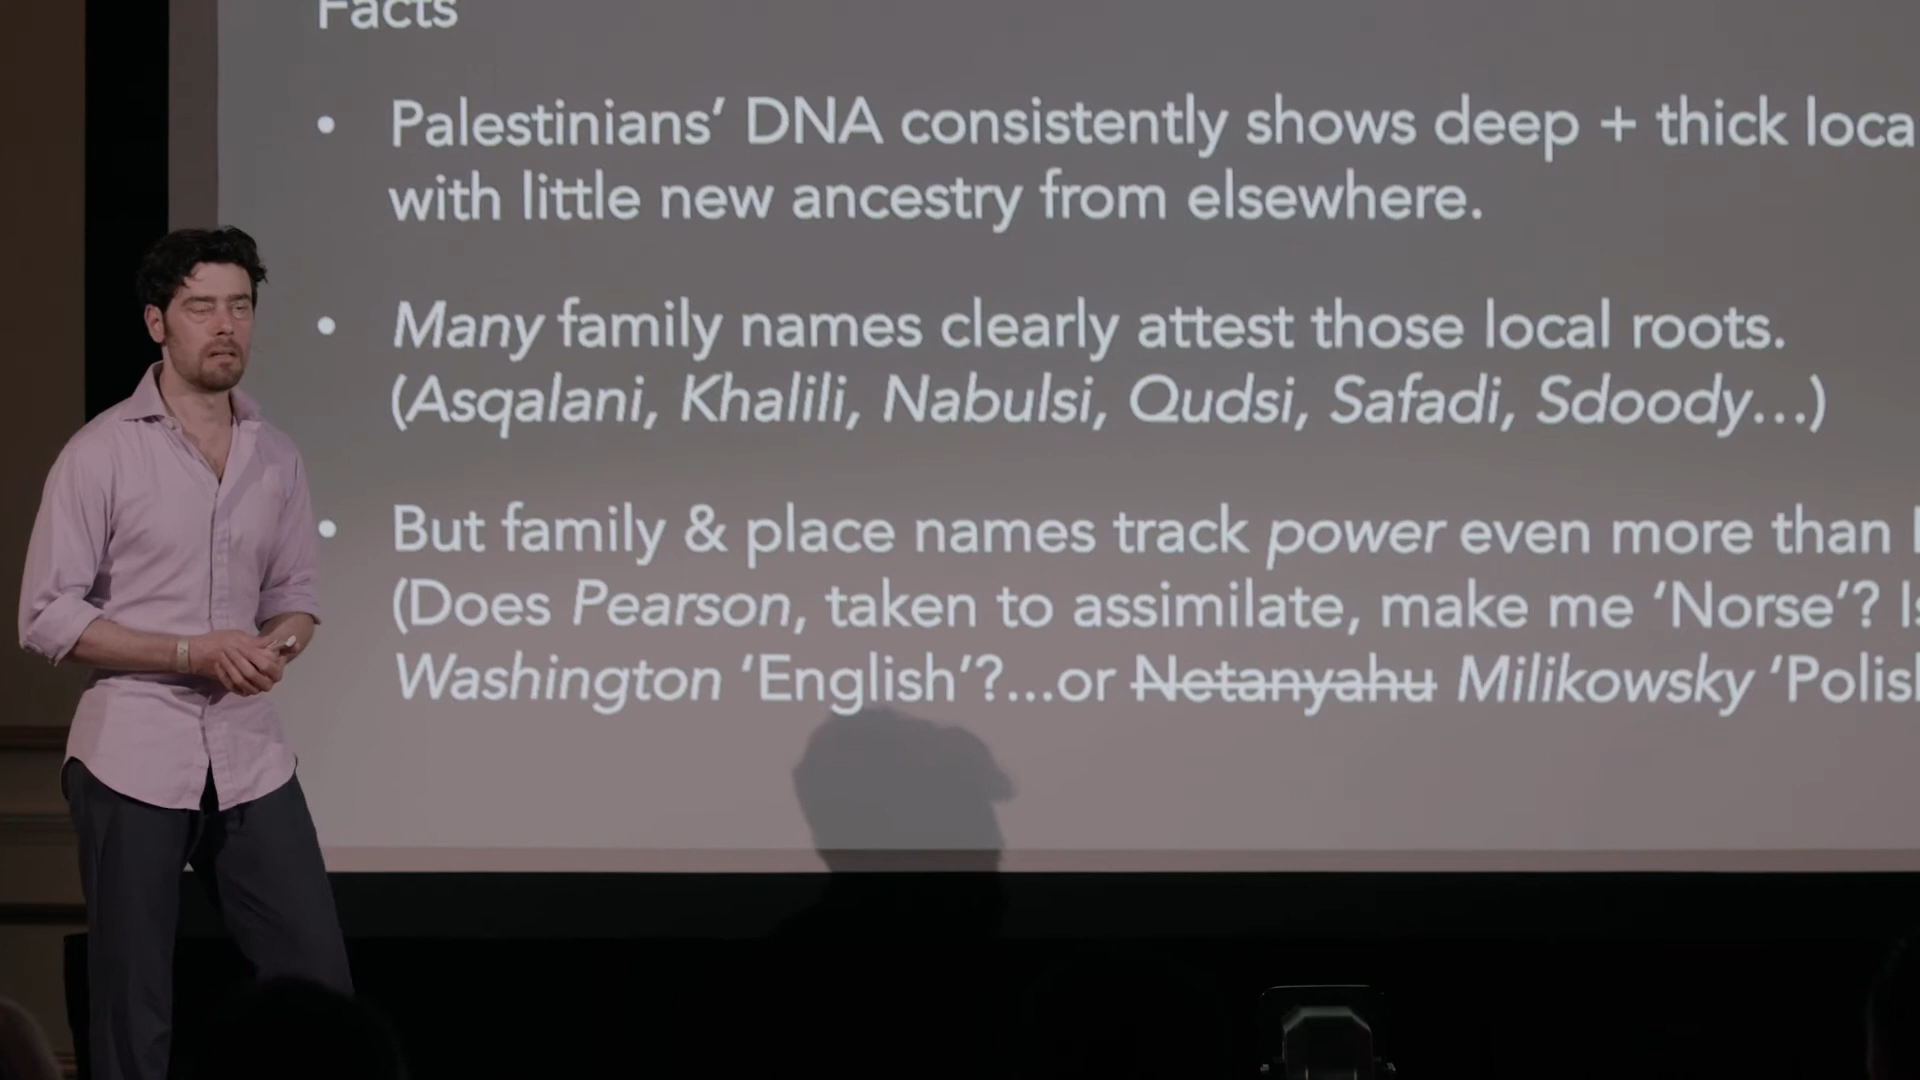 Facts
• Palestinians' DNA consistently shows deep + thick
with little new ancestry from elsewhere.
• Many family names clearly attest those local roots.
(Asqalani, Khalili, Nabulsi, Qudsi, Safadi, Sdoody...)
• But family & place names track power even more than
(Does Pearson, taken to assimilate, make me 'Norse'?
Washington 'English'?...or Netanyahu Milikowsky